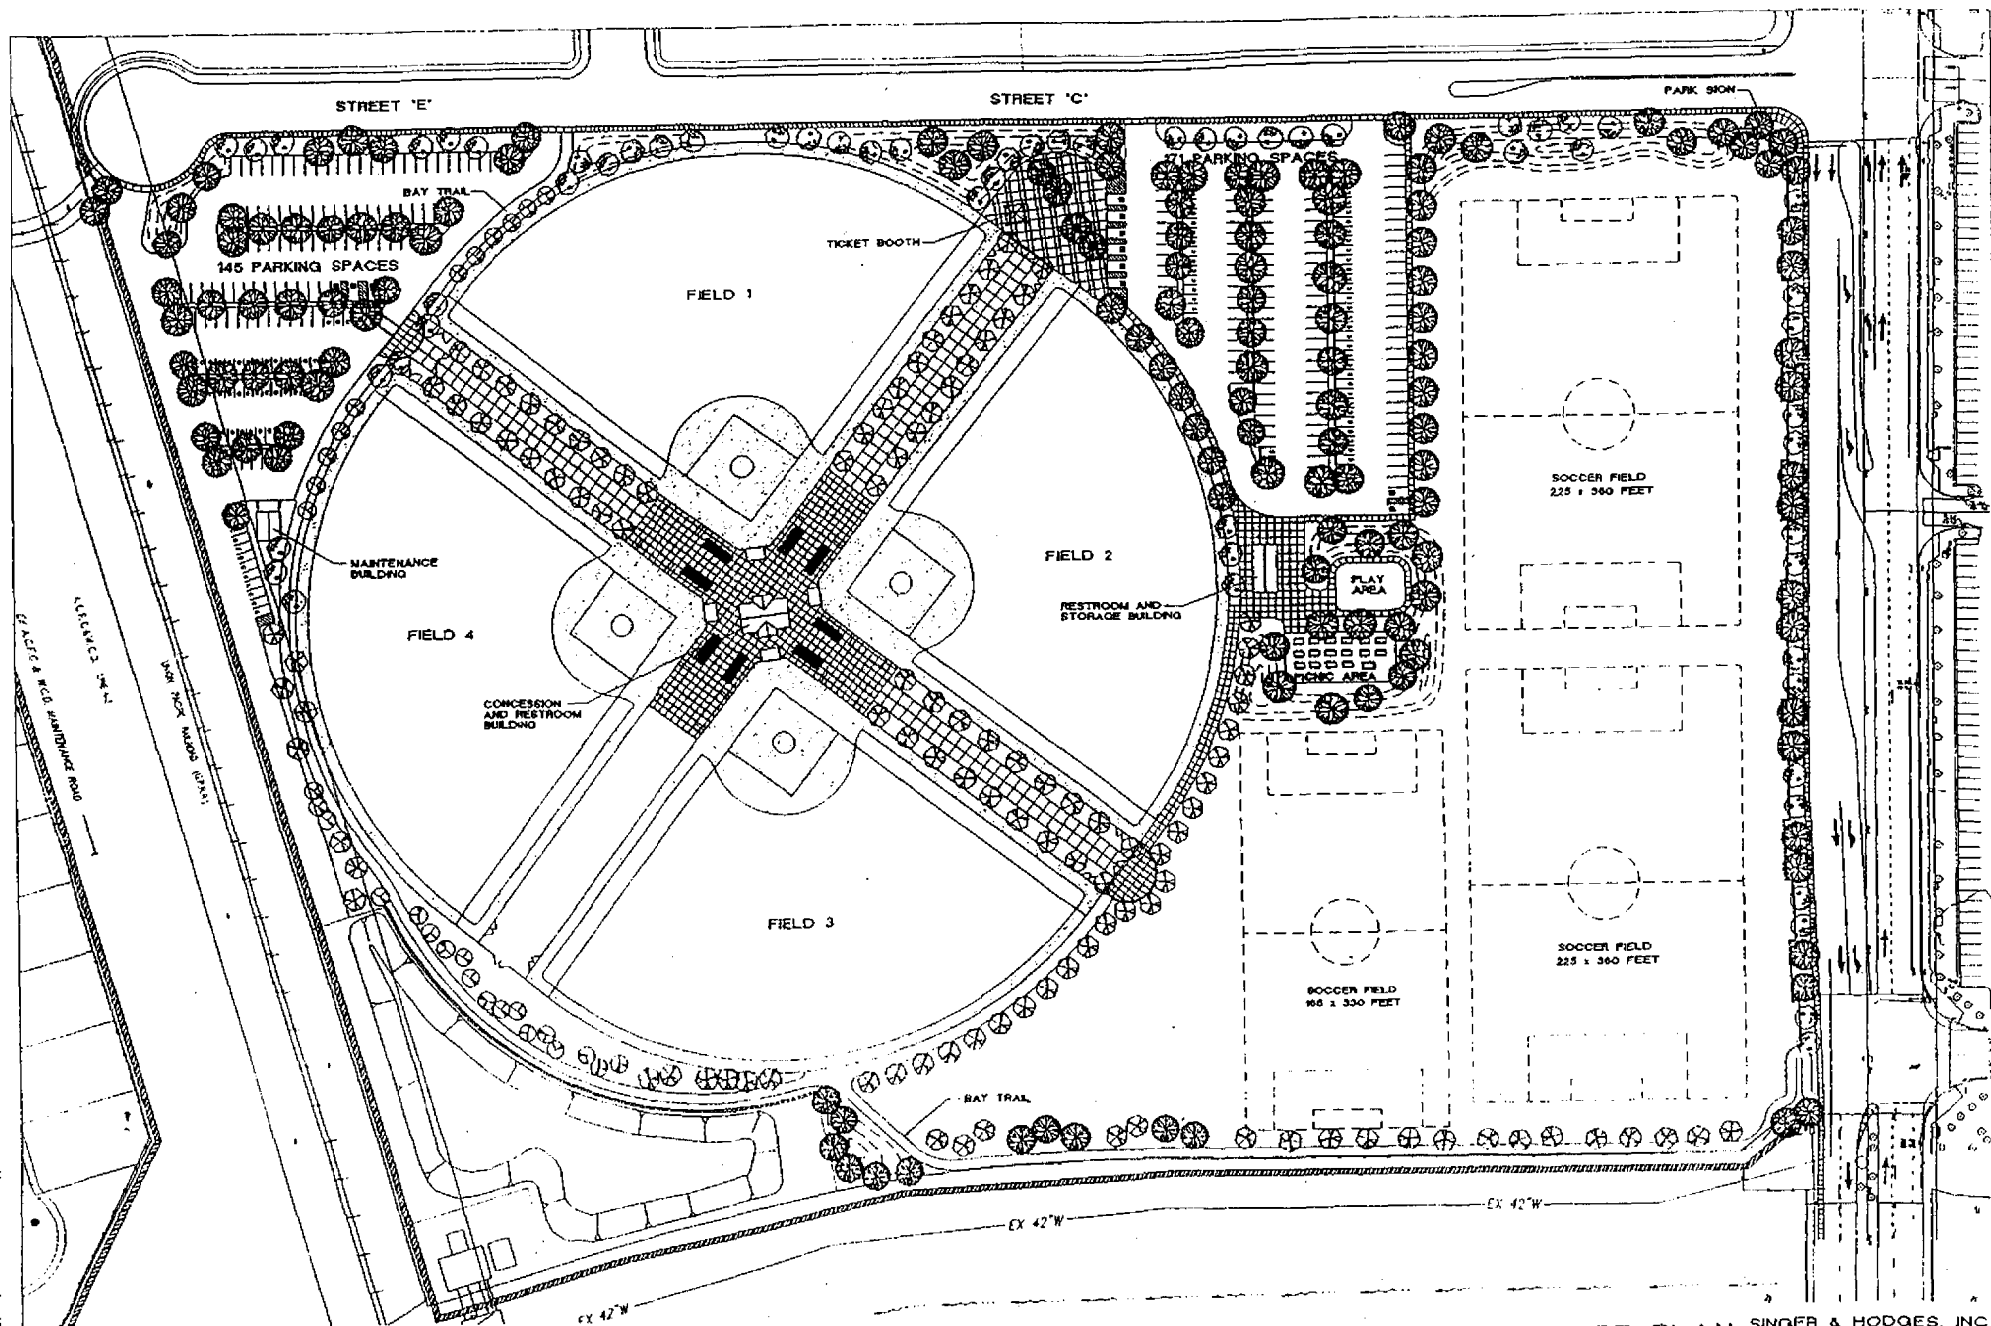 STREET "E"
STREET "C"
PARK SIGN
171 PARKING SPACES
BAY TRAIL
TICKET BOOTH
145 PARKING SPACES
FIELD 1
SOCCER FIELD
225 x 360 FEET
FIELD 2
MAINTENANCE
BUILDING
PLAY
AREA
RESTROOM AND
STORAGE BUILDING
FIELD 4
PICNIC AREA
CONCESSION
AND RESTROOM
BUILDING
MAINTENANCE ROAD
FIELD 3
SOCCER FIELD
225 x 360 FEET
SOCCER FIELD
330 FEET
BAY TRAIL
EX 42"W
EX 42"W
EX 42"W
SINGER & HODGES, INC